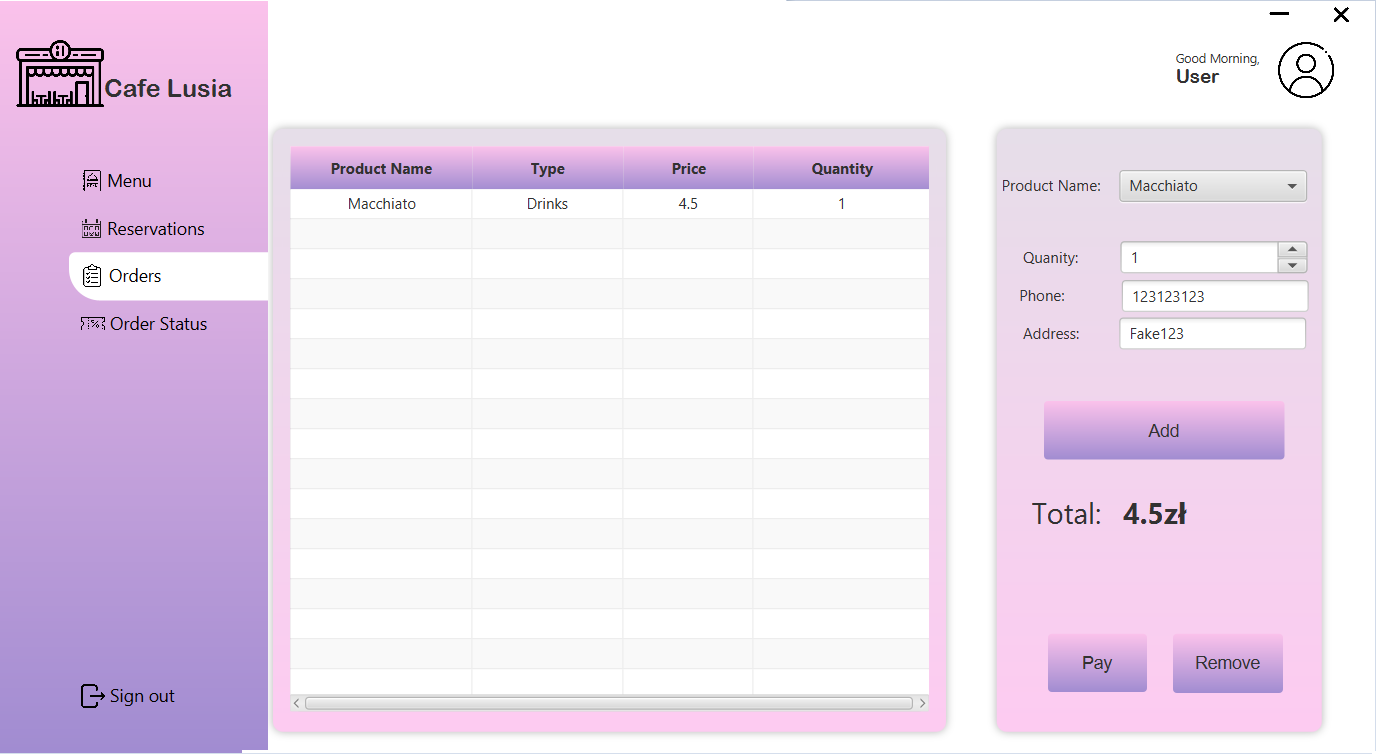 Cafe Lusia
Good Morning,
User
Menu
Reservations
Orders
Order Status
Sign out
Product Name Type Price Quantity
Macchiato Drinks 4.5 1
Product Name: Macchiato
Quanity: 1
Phone: 123123123
Address: Fake123
Add
Total: 4.5zł
Pay Remove